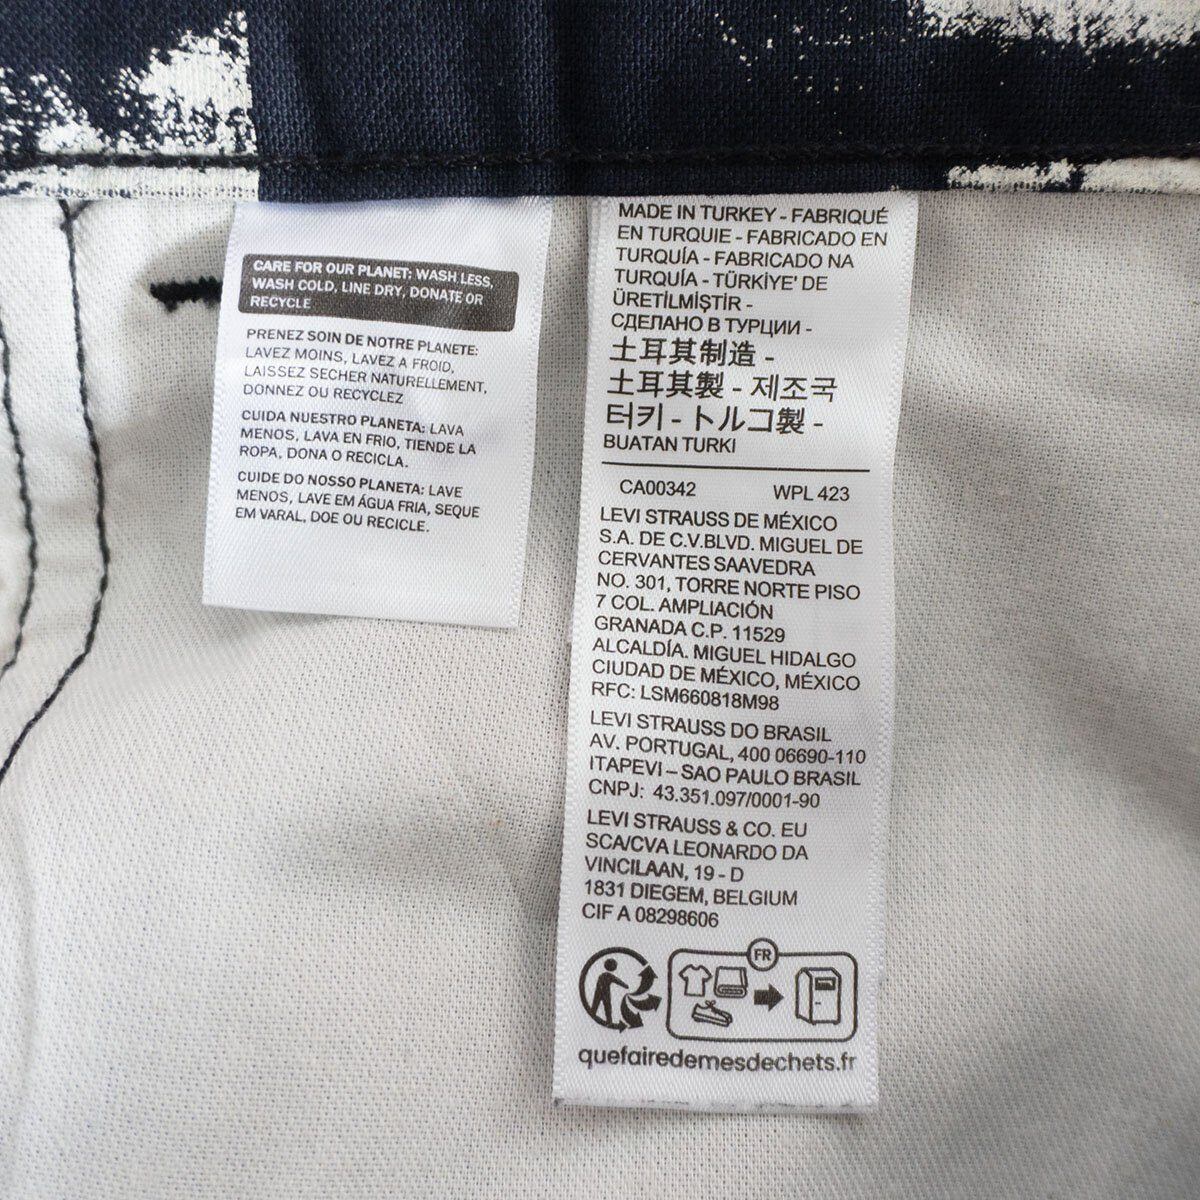 CARE FOR OUR PLANET: WASH LESS,
WASH COLD, LINE DRY, DONATE OR
RECYCLE
PRENEZ SOIN DE NOTRE PLANETE:
LAVEZ MOINS, LAVEZ A FROID,
LAISSEZ SECHER NATURELLEMENT,
DONNEZ OU RECYCLEZ
CUIDA NUESTRO PLANETA: LAVA
MENOS, LAVA EN FRIO, TIENDE LA
ROPA, DONA O RECICLA.
CUIDE DO NOSSO PLANETA: LAVE
MENOS, LAVE EM ÁGUA FRIA, SEQUE
EM VARAL, DOE OU RECICLE.
MADE IN TURKEY - FABRIQUÉ
EN TURQUIE - FABRICADO EN
TURQUÍA - FABRICADO NA
TURQUIA - TÜRKİYE' DE
ÜRETİLMİŞTİR -
СДЕЛАНО В ТУРЦИИ -
土耳其制造 -
土耳其製 - 제조국
터키 - トルコ製 -
BUATAN TURKI
CA00342 WPL 423
LEVI STRAUSS DE MÉXICO
S.A. DE C.V.BLVD. MIGUEL DE
CERVANTES SAAVEDRA
NO. 301, TORRE NORTE PISO
7 COL. AMPLIACIÓN
GRANADA C.P. 11529
ALCALDÍA. MIGUEL HIDALGO
CIUDAD DE MÉXICO, MÉXICO
RFC: LSM660818M98
LEVI STRAUSS DO BRASIL
AV. PORTUGAL, 400 06690-110
ITAPEVI – SAO PAULO BRASIL
CNPJ: 43.351.097/0001-90
LEVI STRAUSS & CO. EU
SCA/CVA LEONARDO DA
VINCILAAN, 19 - D
1831 DIEGEM, BELGIUM
CIF A 08298606
FR
quefairedemesdechets.fr